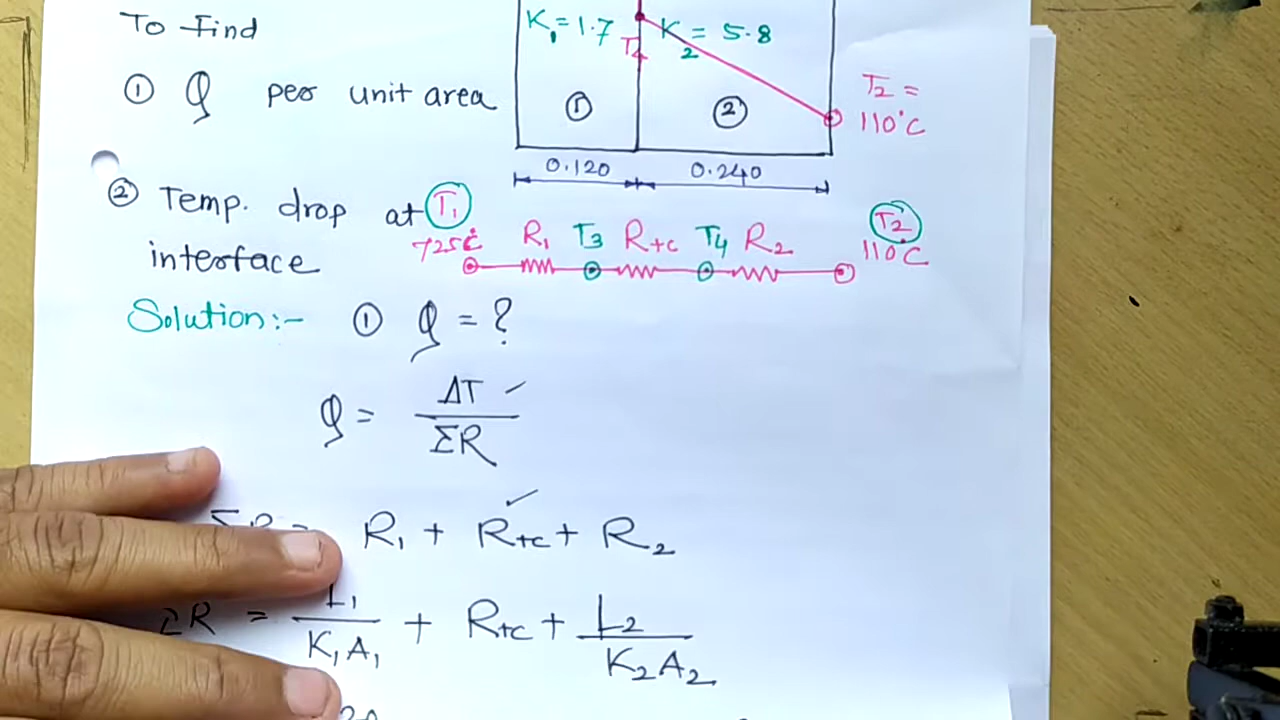 To Find
K₁ = 1.7
K₂ = 5.8
① Q per unit area
① ②
T₂ =
110°C
0.120 0.240
② Temp. drop at
interface
T₁
725°C
R₁ T3 Rtc T4 R₂
T₂
110°C
Solution:- ① Q = ?
Q = ΔT / ΣR
R₁ + Rtc + R₂
ΣR = L₁ / K₁A₁ + Rtc + L₂ / K₂A₂